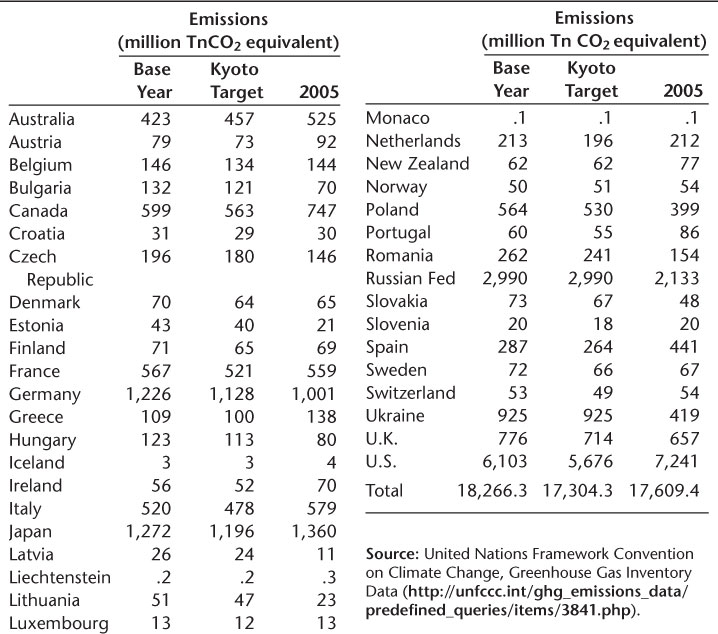 Emissions
(million TnCO2 equivalent)
Base Kyoto
Year Target 2005
Australia 423 457 525
Austria 79 73 92
Belgium 146 134 144
Bulgaria 132 121 70
Canada 599 563 747
Croatia 31 29 30
Czech 196 180 146
Republic
Denmark 70 64 65
Estonia 43 40 21
Finland 71 65 69
France 567 521 559
Germany 1,226 1,128 1,001
Greece 109 100 138
Hungary 123 113 80
Iceland 3 3 4
Ireland 56 52 70
Italy 520 478 579
Japan 1,272 1,196 1,360
Latvia 26 24 11
Liechtenstein .2 .2 .3
Lithuania 51 47 23
Luxembourg 13 12 13
Emissions
(million Tn CO2 equivalent)
Base Kyoto
Year Target 2005
Monaco .1 .1 .1
Netherlands 213 196 212
New Zealand 62 62 77
Norway 50 51 54
Poland 564 530 399
Portugal 60 55 86
Romania 262 241 154
Russian Fed 2,990 2,990 2,133
Slovakia 73 67 48
Slovenia 20 18 20
Spain 287 264 441
Sweden 72 66 67
Switzerland 53 49 54
Ukraine 925 925 419
U.K. 776 714 657
U.S. 6,103 5,676 7,241
Total 18,266.3 17,304.3 17,609.4
Source: United Nations Framework Convention
on Climate Change, Greenhouse Gas Inventory
Data (http://unfccc.int/ghg_emissions_data/
predefined_queries/items/3841.php).